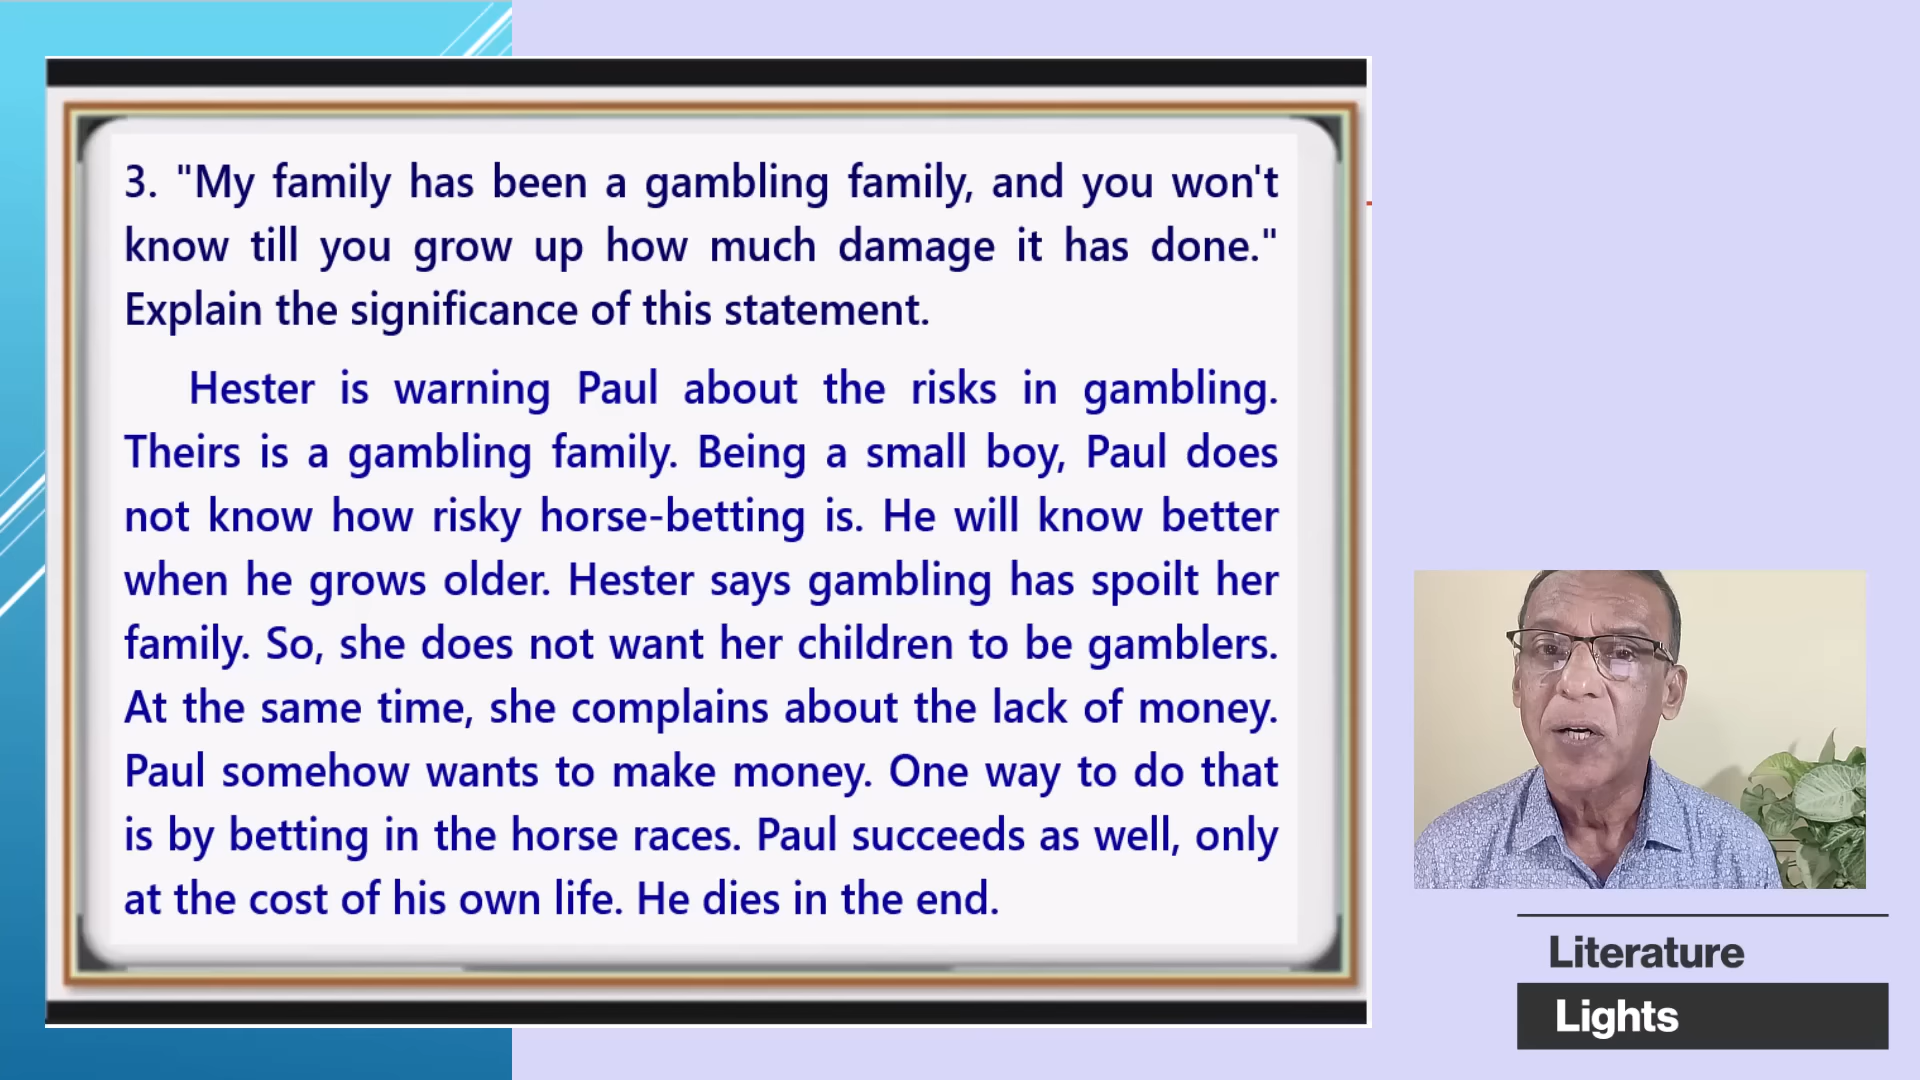 3. "My family has been a gambling family, and you won't
know till you grow up how much damage it has done."
Explain the significance of this statement.
Hester is warning Paul about the risks in gambling.
Theirs is a gambling family. Being a small boy, Paul does
not know how risky horse-betting is. He will know better
when he grows older. Hester says gambling has spoilt her
family. So, she does not want her children to be gamblers.
At the same time, she complains about the lack of money.
Paul somehow wants to make money. One way to do that
is by betting in the horse races. Paul succeeds as well, only
at the cost of his own life. He dies in the end.
Literature
Lights